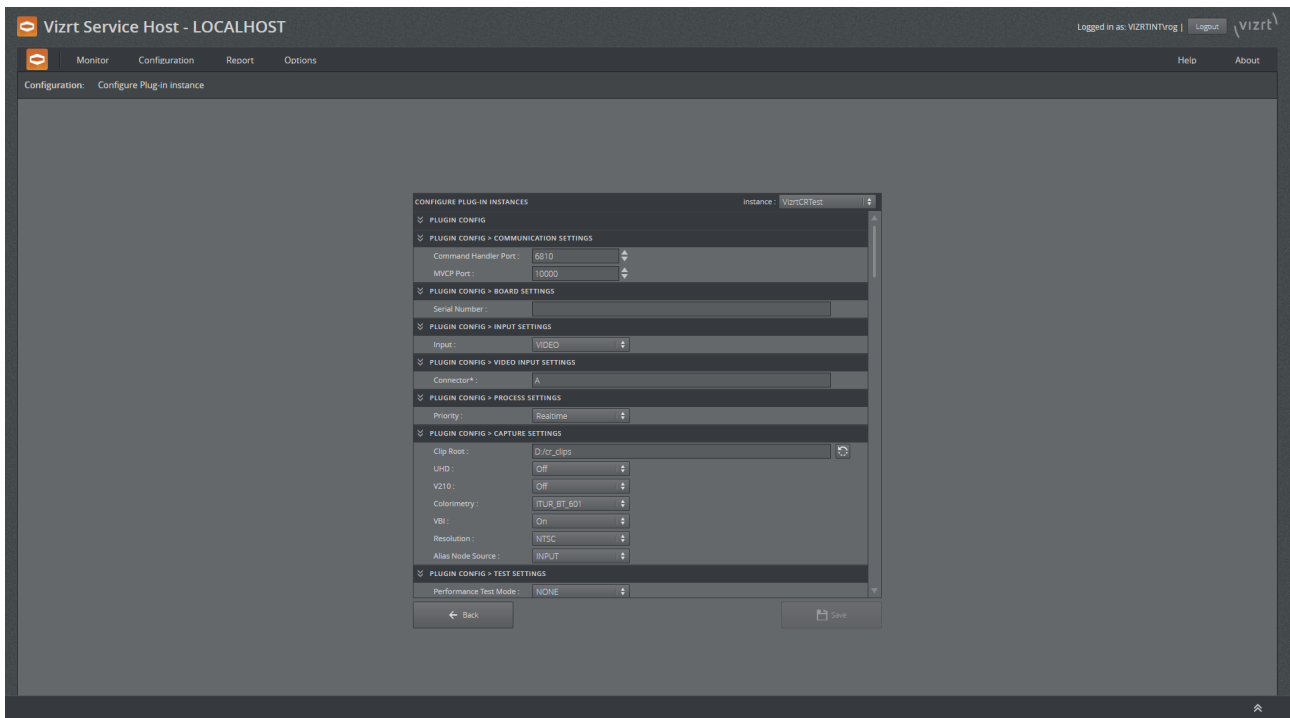 Vizrt Service Host - LOCALHOST
Logged in as: VIZRTINT\rog | Logout vizrt
Monitor Configuration Report Options Help About
Configuration: Configure Plug-in instance
CONFIGURE PLUG-IN INSTANCES instance : VizrtCRTest
PLUGIN CONFIG
PLUGIN CONFIG > COMMUNICATION SETTINGS
Command Handler Port : 6810
MVCP Port : 10000
PLUGIN CONFIG > BOARD SETTINGS
Serial Number :
PLUGIN CONFIG > INPUT SETTINGS
Input : VIDEO
PLUGIN CONFIG > VIDEO INPUT SETTINGS
Connector* : A
PLUGIN CONFIG > PROCESS SETTINGS
Priority : Realtime
PLUGIN CONFIG > CAPTURE SETTINGS
Clip Root : D:/cr_clips
UHD : Off
V210 : Off
Colorimetry : ITUR_BT_601
VBI : On
Resolution : NTSC
Alias Node Source : INPUT
PLUGIN CONFIG > TEST SETTINGS
Performance Test Mode : NONE
Back Save